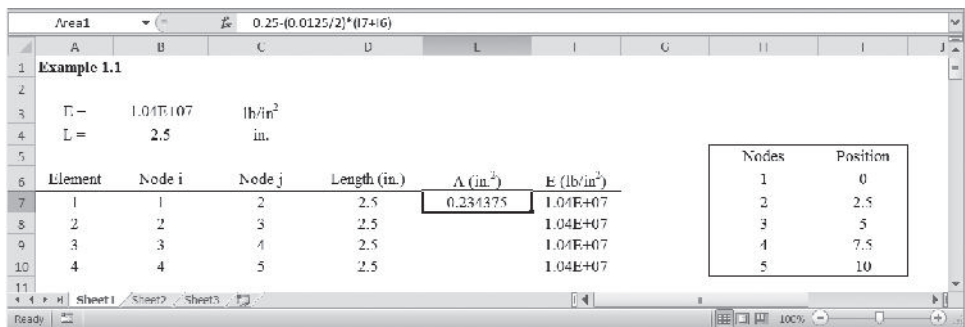 Area1 fx 0.25-(0.0125/2)*(I7+I6)
A B C D E F G H I J
1 Example 1.1
2
3 E = 1.04E+07 lb/in²
4 L = 2.5 in.
5 Nodes Position
6 Element Node i Node j Length (in.) A (in.²) E (lb/in²) 1 0
7 1 1 2 2.5 0.234375 1.04E+07 2 2.5
8 2 2 3 2.5 1.04E+07 3 5
9 3 3 4 2.5 1.04E+07 4 7.5
10 4 4 5 2.5 1.04E+07 5 10
11
Sheet1 Sheet2 Sheet3
Ready 100%